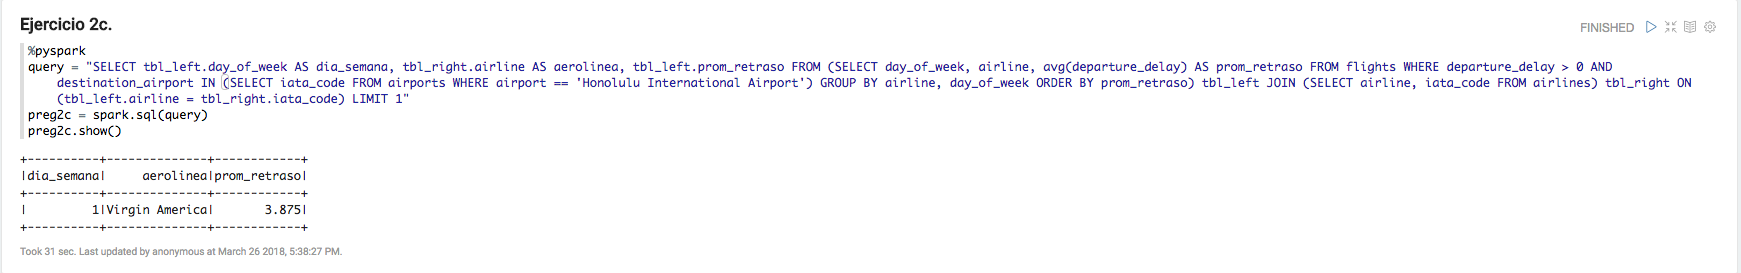 Ejercicio 2c.
FINISHED
%pyspark
query = "SELECT tbl_left.day_of_week AS dia_semana, tbl_right.airline AS aerolinea, tbl_left.prom_retraso FROM (SELECT day_of_week, airline, avg(departure_delay) AS prom_retraso FROM flights WHERE departure_delay > 0 AND
destination_airport IN (SELECT iata_code FROM airports WHERE airport == 'Honolulu International Airport') GROUP BY airline, day_of_week ORDER BY prom_retraso) tbl_left JOIN (SELECT airline, iata_code FROM airlines) tbl_right ON
(tbl_left.airline = tbl_right.iata_code) LIMIT 1"
preg2c = spark.sql(query)
preg2c.show()
+----------+--------------+------------+
|dia_semana|     aerolinea|prom_retraso|
+----------+--------------+------------+
|         1|Virgin America|       3.875|
+----------+--------------+------------+
Took 31 sec. Last updated by anonymous at March 26 2018, 5:38:27 PM.